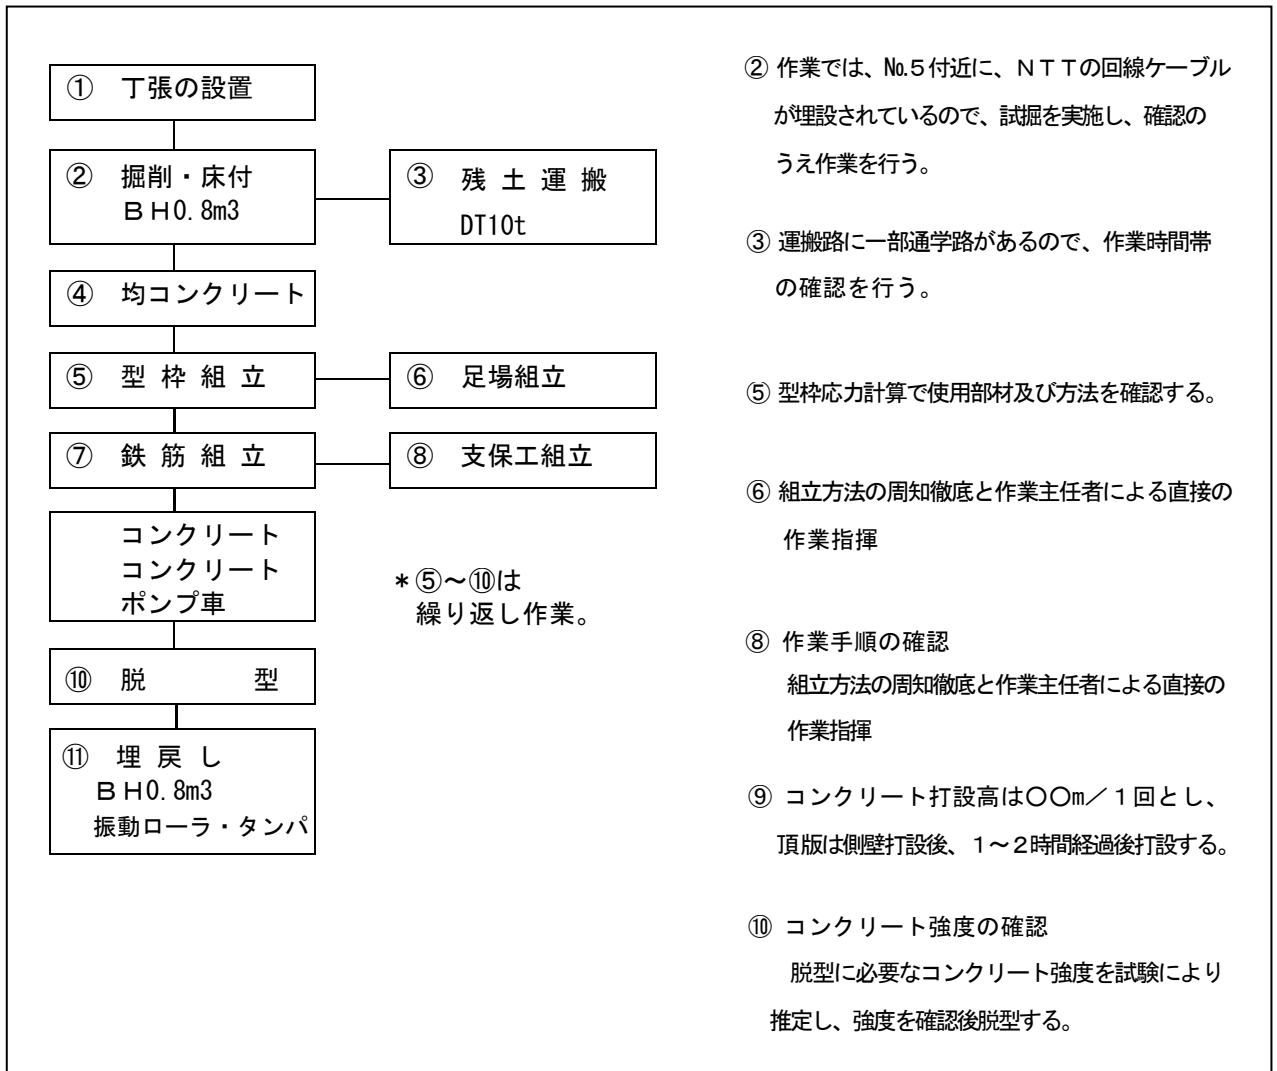 ① 丁張の設置
② 掘削・床付
ＢＨ0.8m3
③ 残土運搬
DT10t
④ 均コンクリート
⑤ 型枠組立
⑥ 足場組立
⑦ 鉄筋組立
⑧ 支保工組立
コンクリート
コンクリート
ポンプ車
＊⑤～⑩は
繰り返し作業。
⑩ 脱型
⑪ 埋戻し
ＢＨ0.8m3
振動ローラ・タンパ
② 作業では、№５付近に、ＮＴＴの回線ケーブル
が埋設されているので、試掘を実施し、確認の
うえ作業を行う。
③ 運搬路に一部通学路があるので、作業時間帯
の確認を行う。
⑤ 型枠応力計算で使用部材及び方法を確認する。
⑥ 組立方法の周知徹底と作業主任者による直接の
作業指揮
⑧ 作業手順の確認
組立方法の周知徹底と作業主任者による直接の
作業指揮
⑨ コンクリート打設高は〇〇m／１回とし、
頂版は側壁打設後、１～２時間経過後打設する。
⑩ コンクリート強度の確認
脱型に必要なコンクリート強度を試験により
推定し、強度を確認後脱型する。